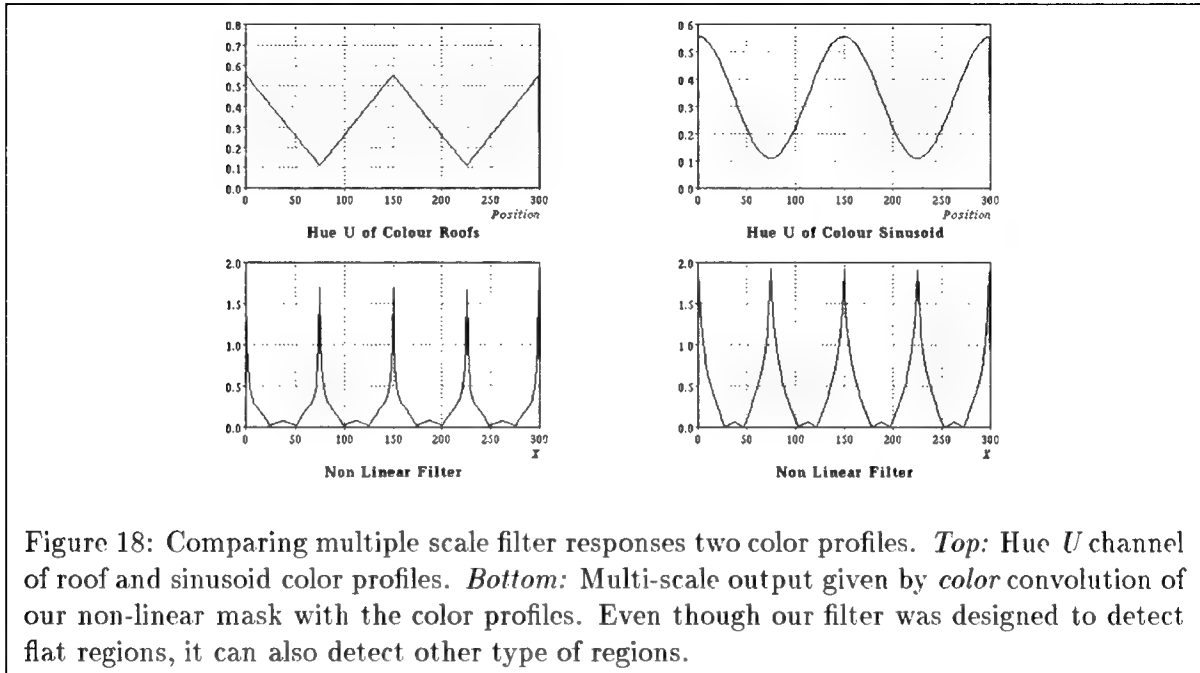 0.8
0.7
0.6
0.5
0.4
0.3
0.2
0.1
0.0
0 50 100 150 200 250 300
Position
Hue U of Colour Roofs
0.6
0.5
0.4
0.3
0.2
0.1
0.0
0 50 100 150 200 250 300
Position
Hue U of Colour Sinusoid
2.0
1.5
1.0
0.5
0.0
0 50 100 150 200 250 300
X
Non Linear Filter
2.0
1.5
1.0
0.5
0.0
0 50 100 150 200 250 300
X
Non Linear Filter
Figure 18: Comparing multiple scale filter responses two color profiles. Top: Hue U channel
of roof and sinusoid color profiles. Bottom: Multi-scale output given by color convolution of
our non-linear mask with the color profiles. Even though our filter was designed to detect
flat regions, it can also detect other type of regions.